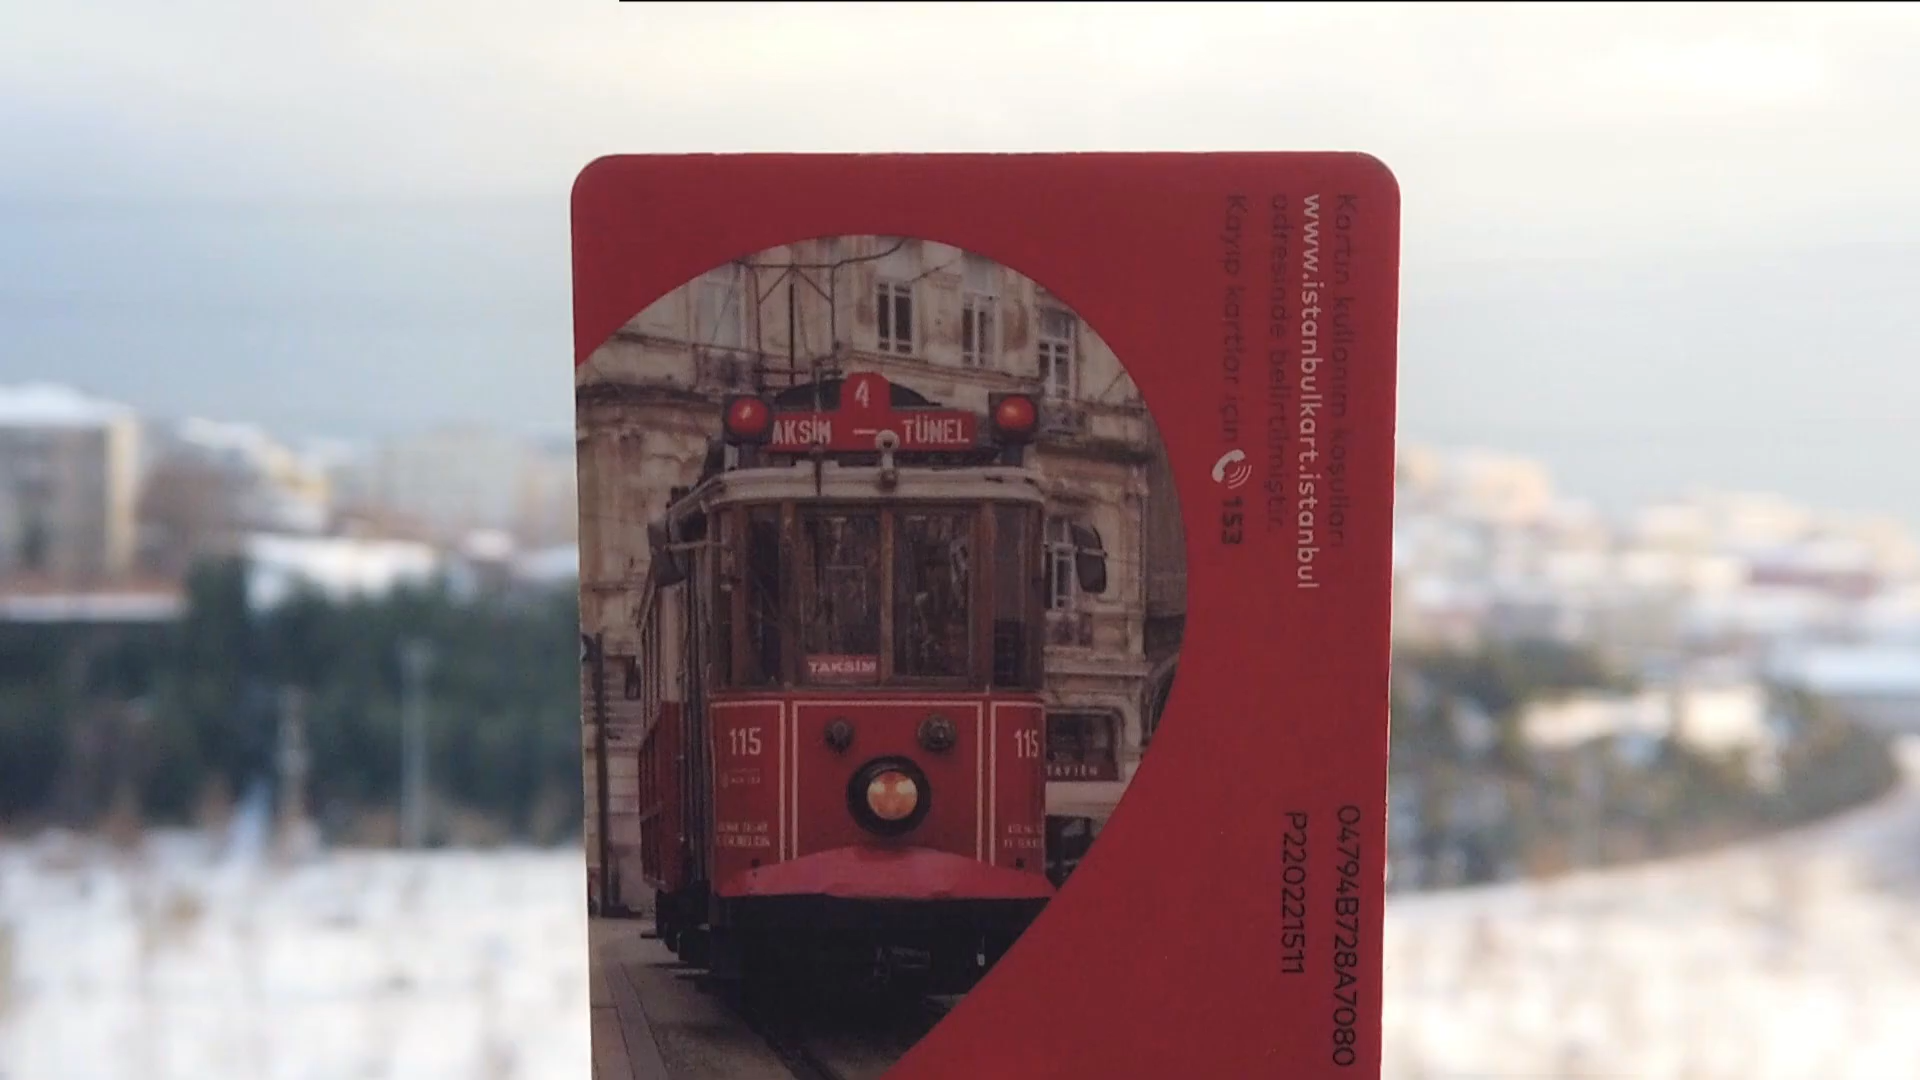 Kartın kullanım koşulları
www.istanbulkart.istanbul
adresinde belirtilmiştir.
Kayıp kartlar için 153
04794B728A7080
P220221511
4
AKSİM — TÜNEL
TAKSİM
115
115